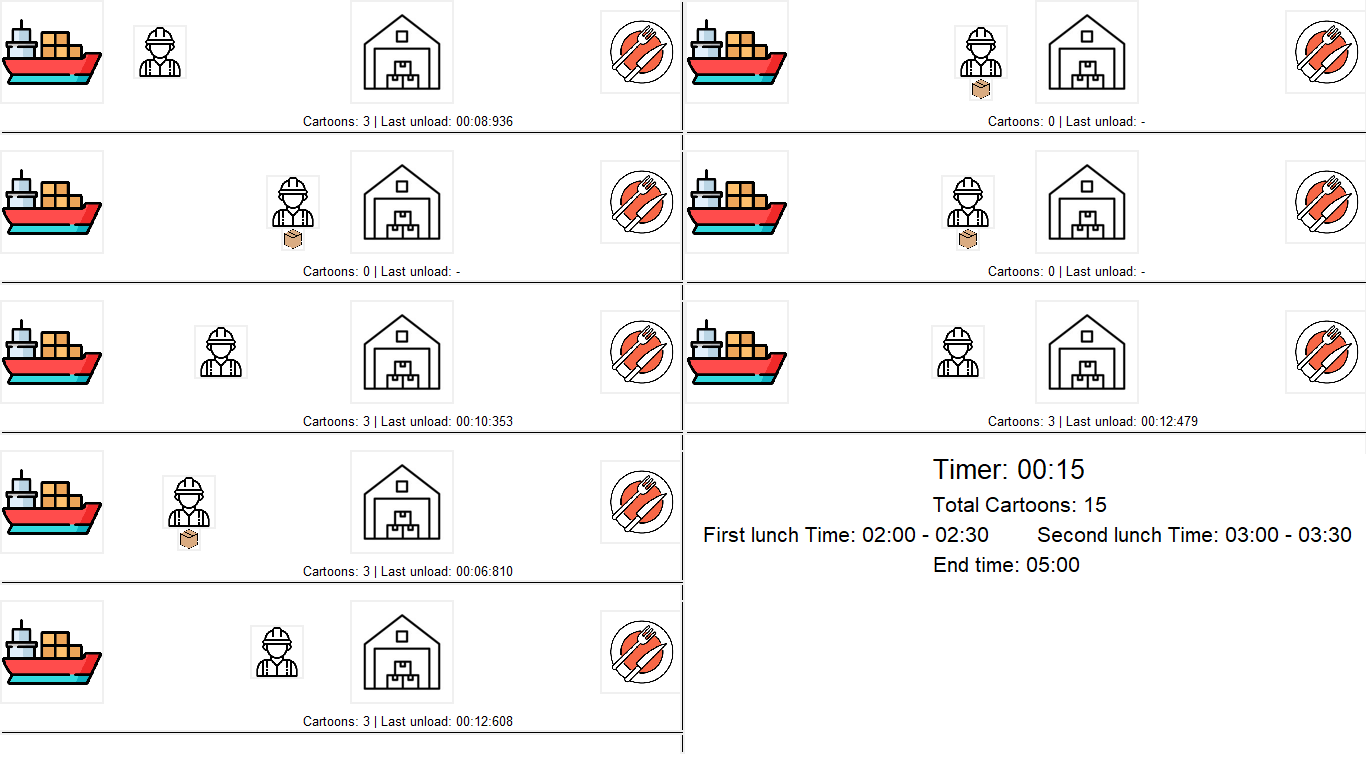 Cartoons: 3 | Last unload: 00:08:936
Cartoons: 0 | Last unload: -
Cartoons: 0 | Last unload: -
Cartoons: 0 | Last unload: -
Cartoons: 3 | Last unload: 00:10:353
Cartoons: 3 | Last unload: 00:12:479
Cartoons: 3 | Last unload: 00:06:810
Timer: 00:15
Total Cartoons: 15
First lunch Time: 02:00 - 02:30
Second lunch Time: 03:00 - 03:30
End time: 05:00
Cartoons: 3 | Last unload: 00:12:608